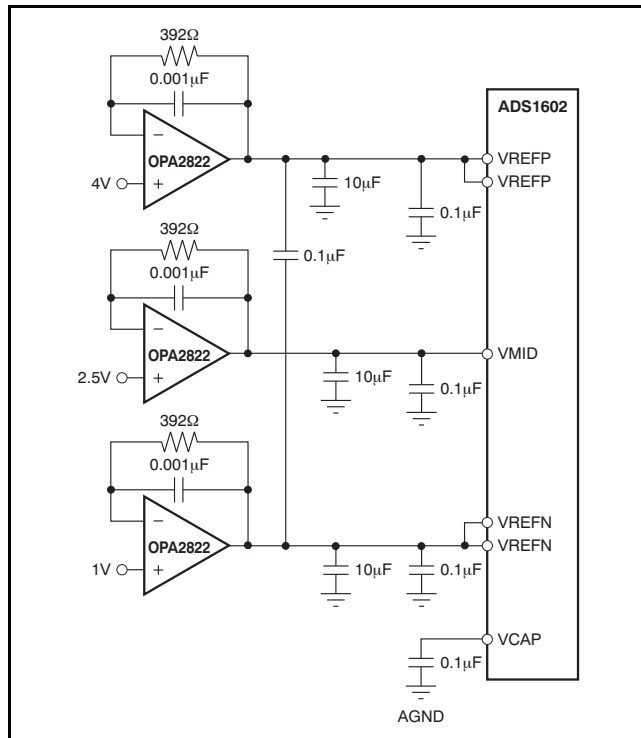 392Ω
0.001μF
ADS1602
OPA2822
VREFP
4V
10μF
VREFP
0.1μF
392Ω
0.1μF
0.001μF
OPA2822
VMID
2.5V
10μF
0.1μF
392Ω
0.001μF
VREFN
OPA2822
VREFN
1V
10μF
0.1μF
VCAP
0.1μF
AGND